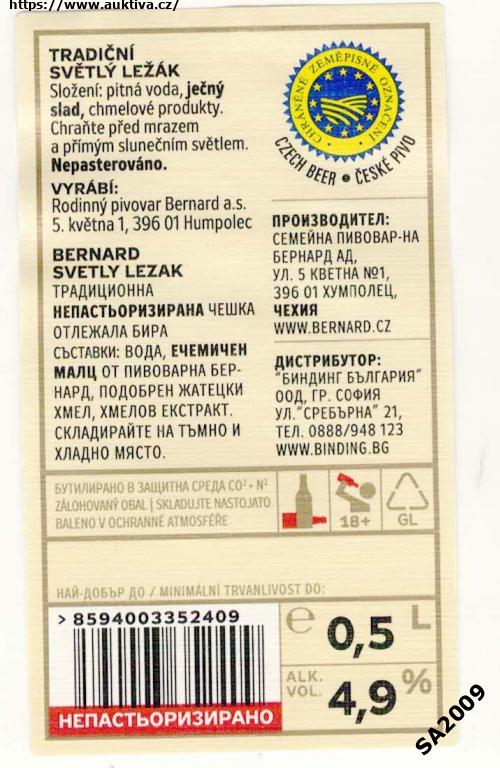 https://www.auktiva.cz/
TRADIČNÍ
SVĚTLÝ LEŽÁK
Složení: pitná voda, ječný
slad, chmelové produkty.
Chraňte před mrazem
a přímým slunečním světlem.
Nepasterováno.
VYRÁBÍ:
Rodinný pivovar Bernard a.s.
5. května 1, 396 01 Humpolec
BERNARD
SVETLY LEZAK
ТРАДИЦИОННА
НЕПАСТЬОРИЗИРАНА ЧЕШКА
ОТЛЕЖАЛА БИРА
СЪСТАВКИ: ВОДА, ЕЧЕМИЧЕН
МАЛЦ ОТ ПИВОВАРНА БЕР-
НАРД, ПОДОБРЕН ЖАТЕЦКИ
ХМЕЛ, ХМЕЛОВ ЕКСТРАКТ.
СКЛАДИРАЙТЕ НА ТЪМНО И
ХЛАДНО МЯСТО.
CHRÁNĚNÉ ZEMĚPISNÉ OZNAČENÍ
CZECH BEER • ČESKÉ PIVO
ПРОИЗВОДИТЕЛ:
СЕМЕЙНА ПИВОВАР-НА
БЕРНАРД АД,
УЛ. 5 КВЕТНА №1,
396 01 ХУМПОЛЕЦ,
ЧЕХИЯ
WWW.BERNARD.CZ
ДИСТРИБУТОР:
"БИНДИНГ БЪЛГАРИЯ"
ООД, ГР. СОФИЯ
УЛ."СРЕБЪРНА" 21,
ТЕЛ. 0888/948 123
WWW.BINDING.BG
БУТИЛИРАНО В ЗАЩИТНА СРЕДА CO²+N²
ZÁLOHOVANÝ OBAL | SKLADUJTE NASTOJATO
BALENO V OCHRANNÉ ATMOSFÉŘE
18+
GL
НАЙ-ДОБЪР ДО / MINIMÁLNÍ TRVANLIVOST DO:
> 8594003352409
НЕПАСТЬОРИЗИРАНО
e 0,5 L
ALK.
VOL. 4,9 %
SA2009